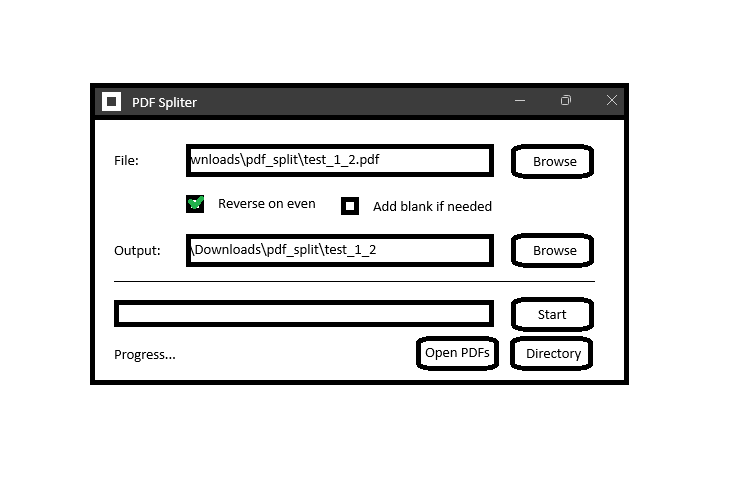 PDF Spliter
File: wnloads\pdf_split\test_1_2.pdf Browse
Reverse on even Add blank if needed
Output: \Downloads\pdf_split\test_1_2 Browse
Start
Progress... Open PDFs Directory